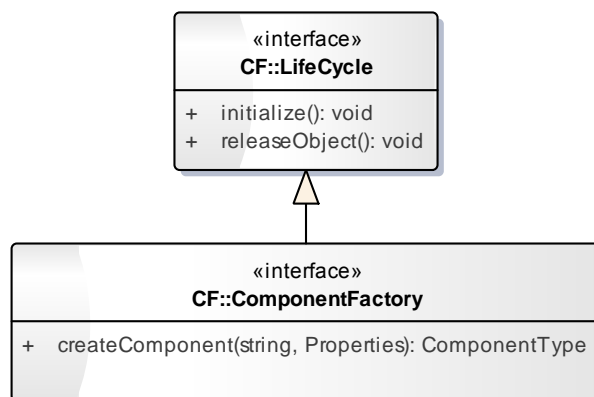 «interface»
CF::LifeCycle
+ initialize(): void
+ releaseObject(): void
«interface»
CF::ComponentFactory
+ createComponent(string, Properties): ComponentType